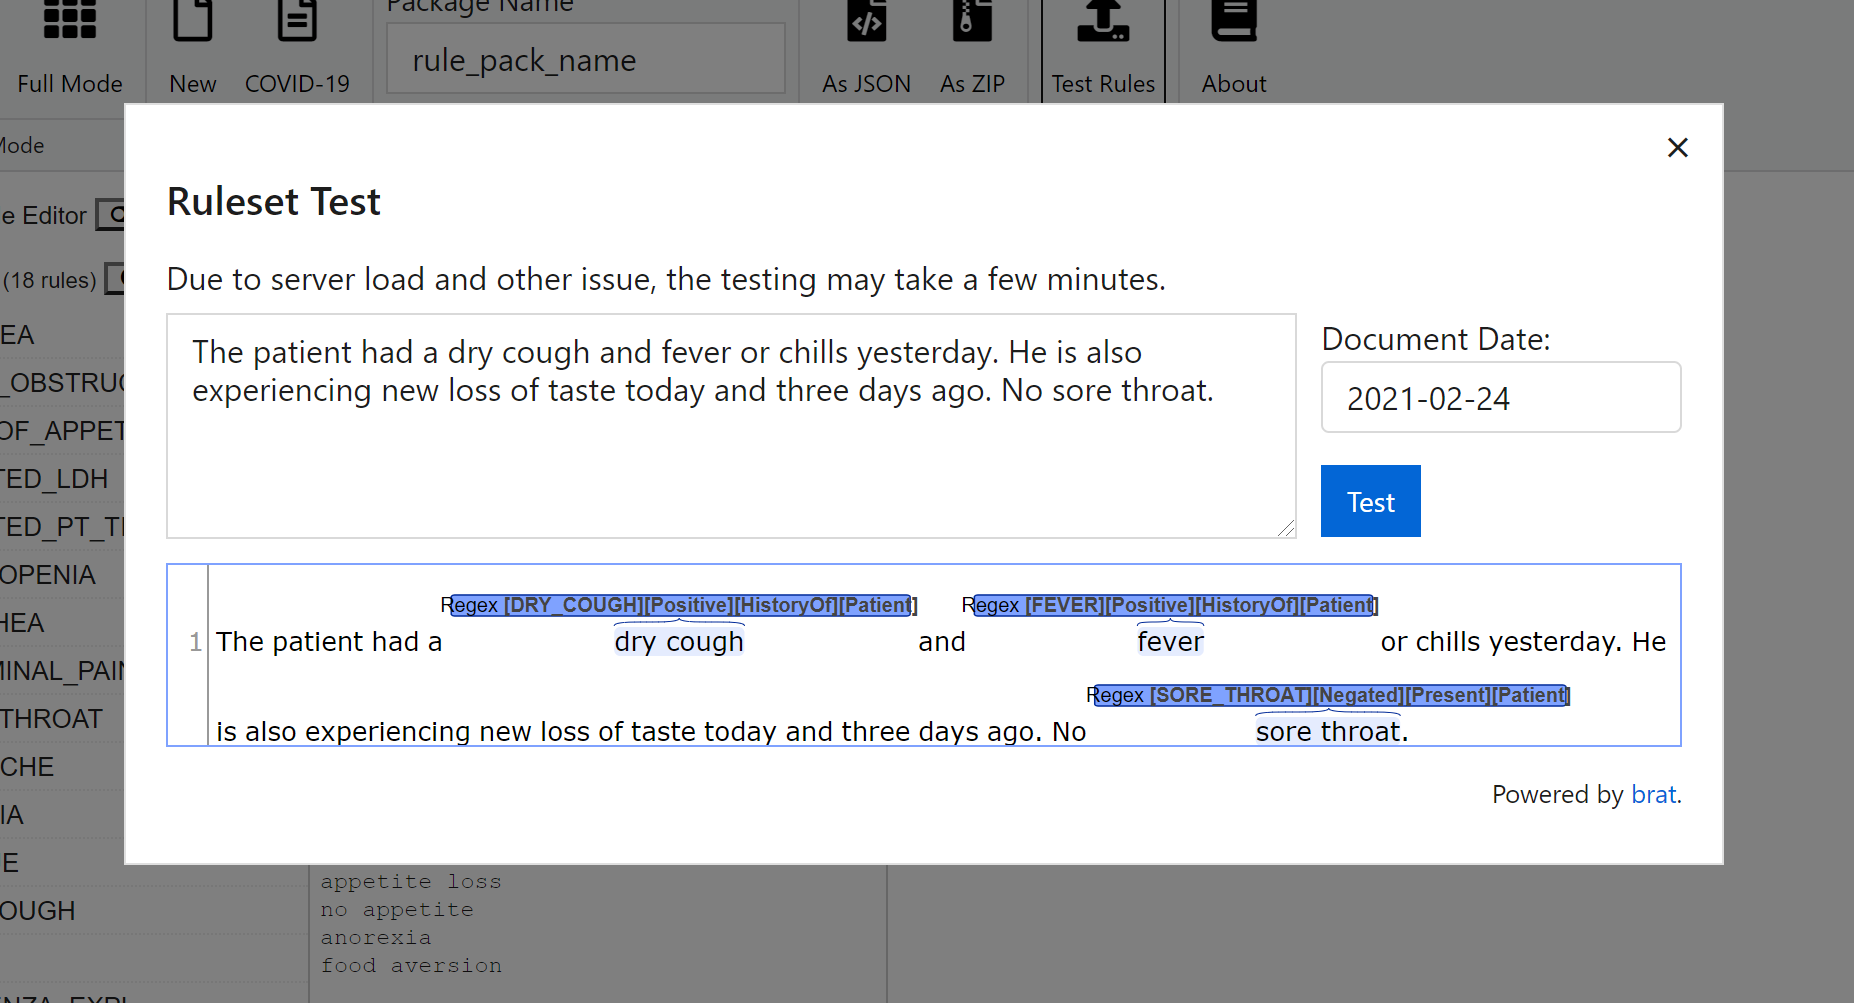 Package Name
rule_pack_name
Full Mode
New
COVID-19
As JSON
As ZIP
Test Rules
About
Mode
e Editor
(18 rules)
EA
_OBSTRUC
OF_APPET
TED_LDH
TED_PT_T
OPENIA
HEA
MINAL_PAIN
THROAT
CHE
IA
E
OUGH
Ruleset Test
Due to server load and other issue, the testing may take a few minutes.
The patient had a dry cough and fever or chills yesterday. He is also
experiencing new loss of taste today and three days ago. No sore throat.
Document Date:
2021-02-24
Test
Regex [DRY_COUGH][Positive][HistoryOf][Patient] Regex [FEVER][Positive][HistoryOf][Patient]
1 The patient had a dry cough and fever or chills yesterday. He
Regex [SORE_THROAT][Negated][Present][Patient]
is also experiencing new loss of taste today and three days ago. No sore throat.
Powered by brat.
appetite loss
no appetite
anorexia
food aversion